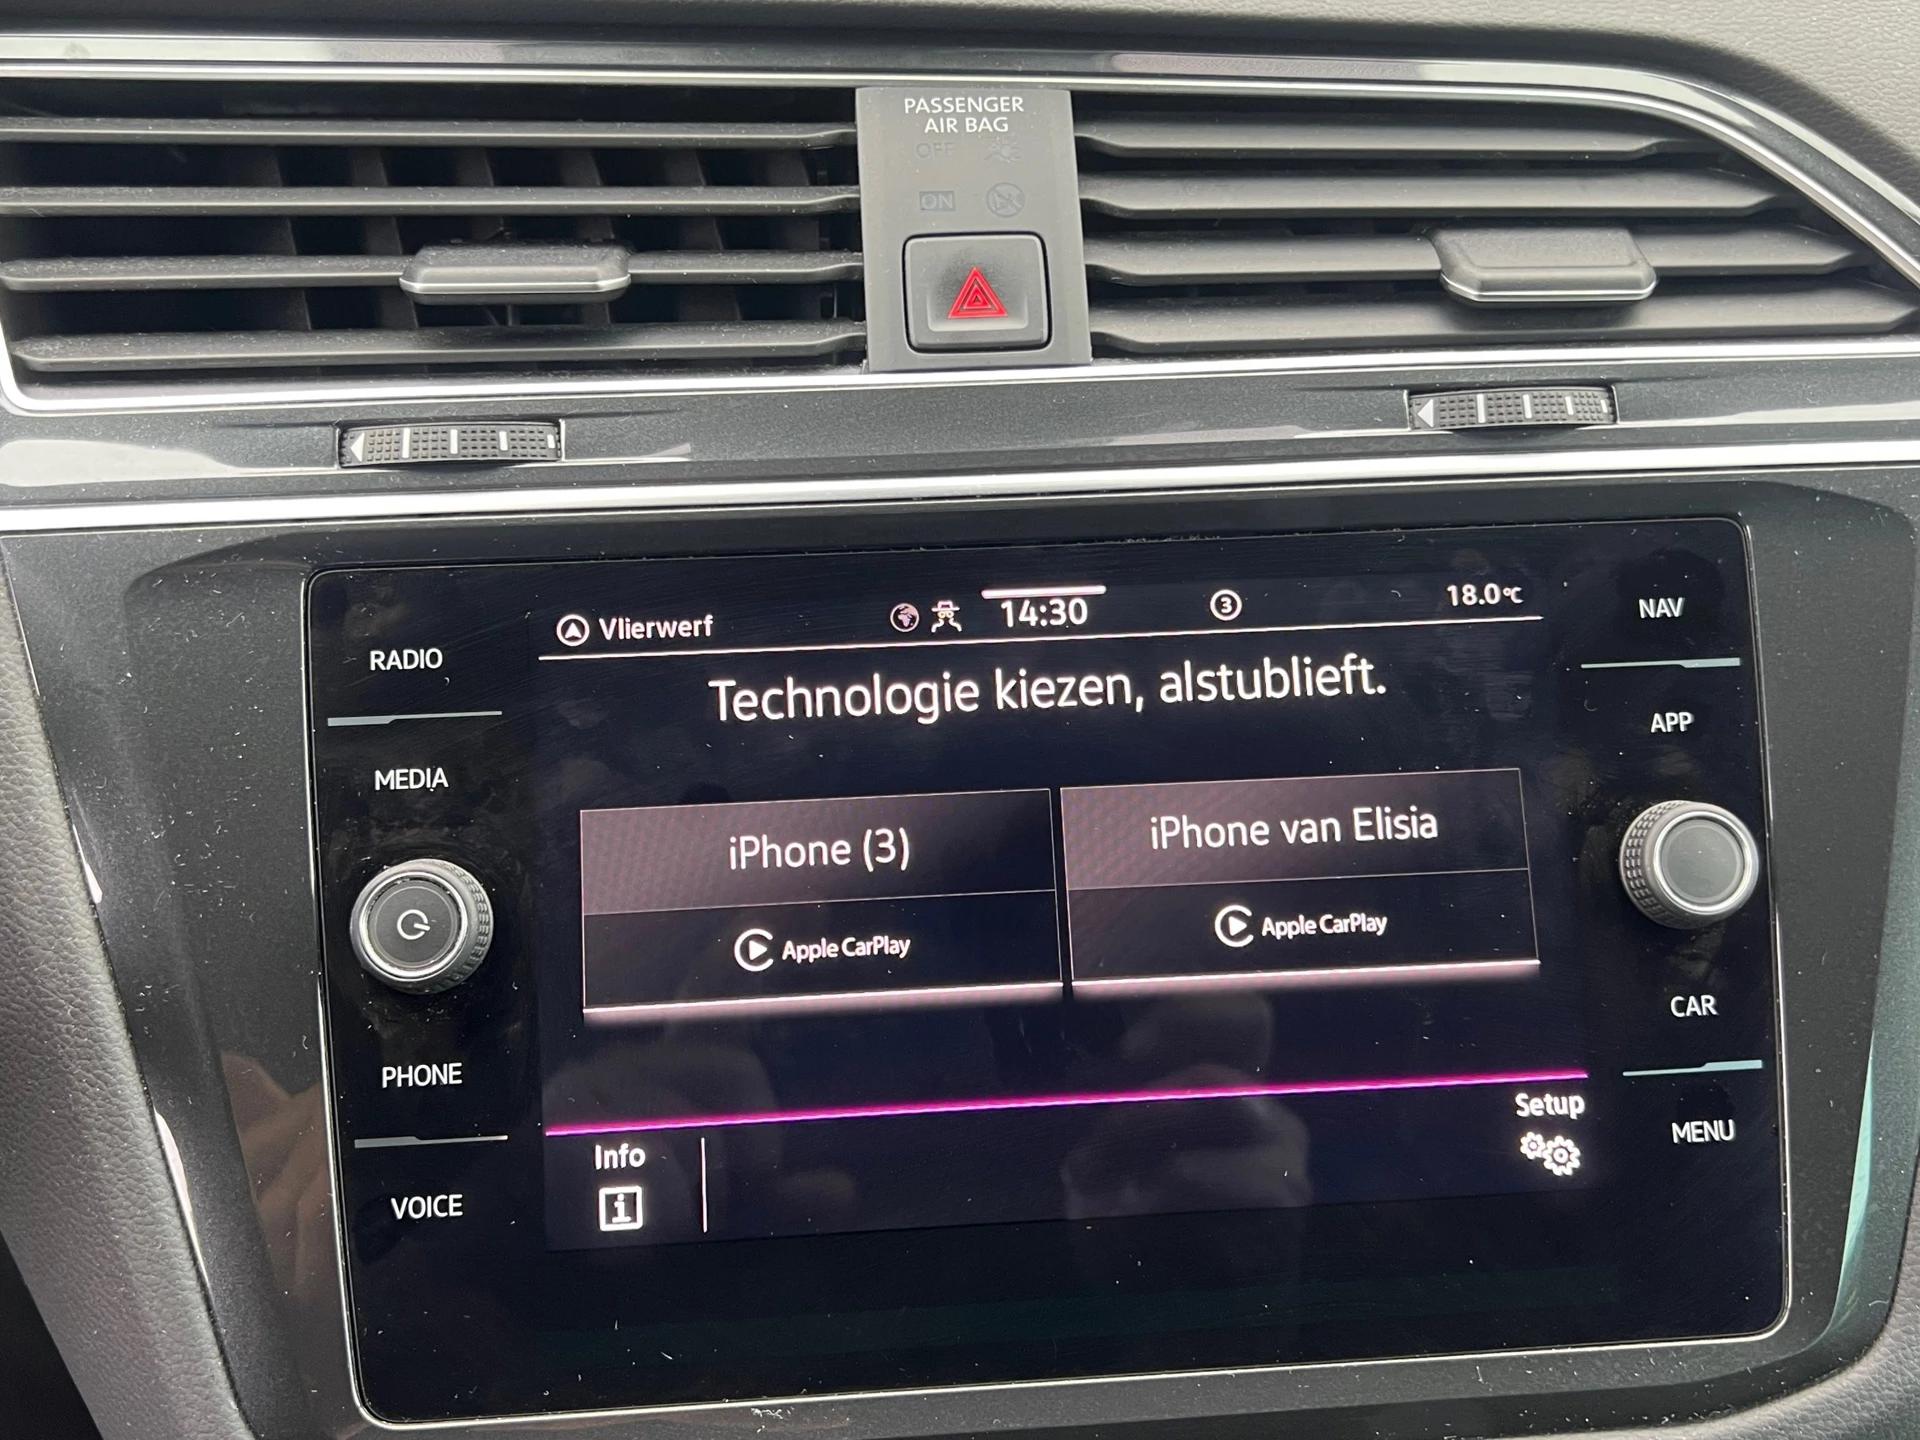 PASSENGER
AIR BAG
OFF
ON
Vlierwerf
14:30
3
18.0°C
RADIO
MEDIA
PHONE
VOICE
Technologie kiezen, alstublieft.
iPhone (3)
Apple CarPlay
iPhone van Elisia
Apple CarPlay
Info
Setup
NAV
APP
CAR
MENU